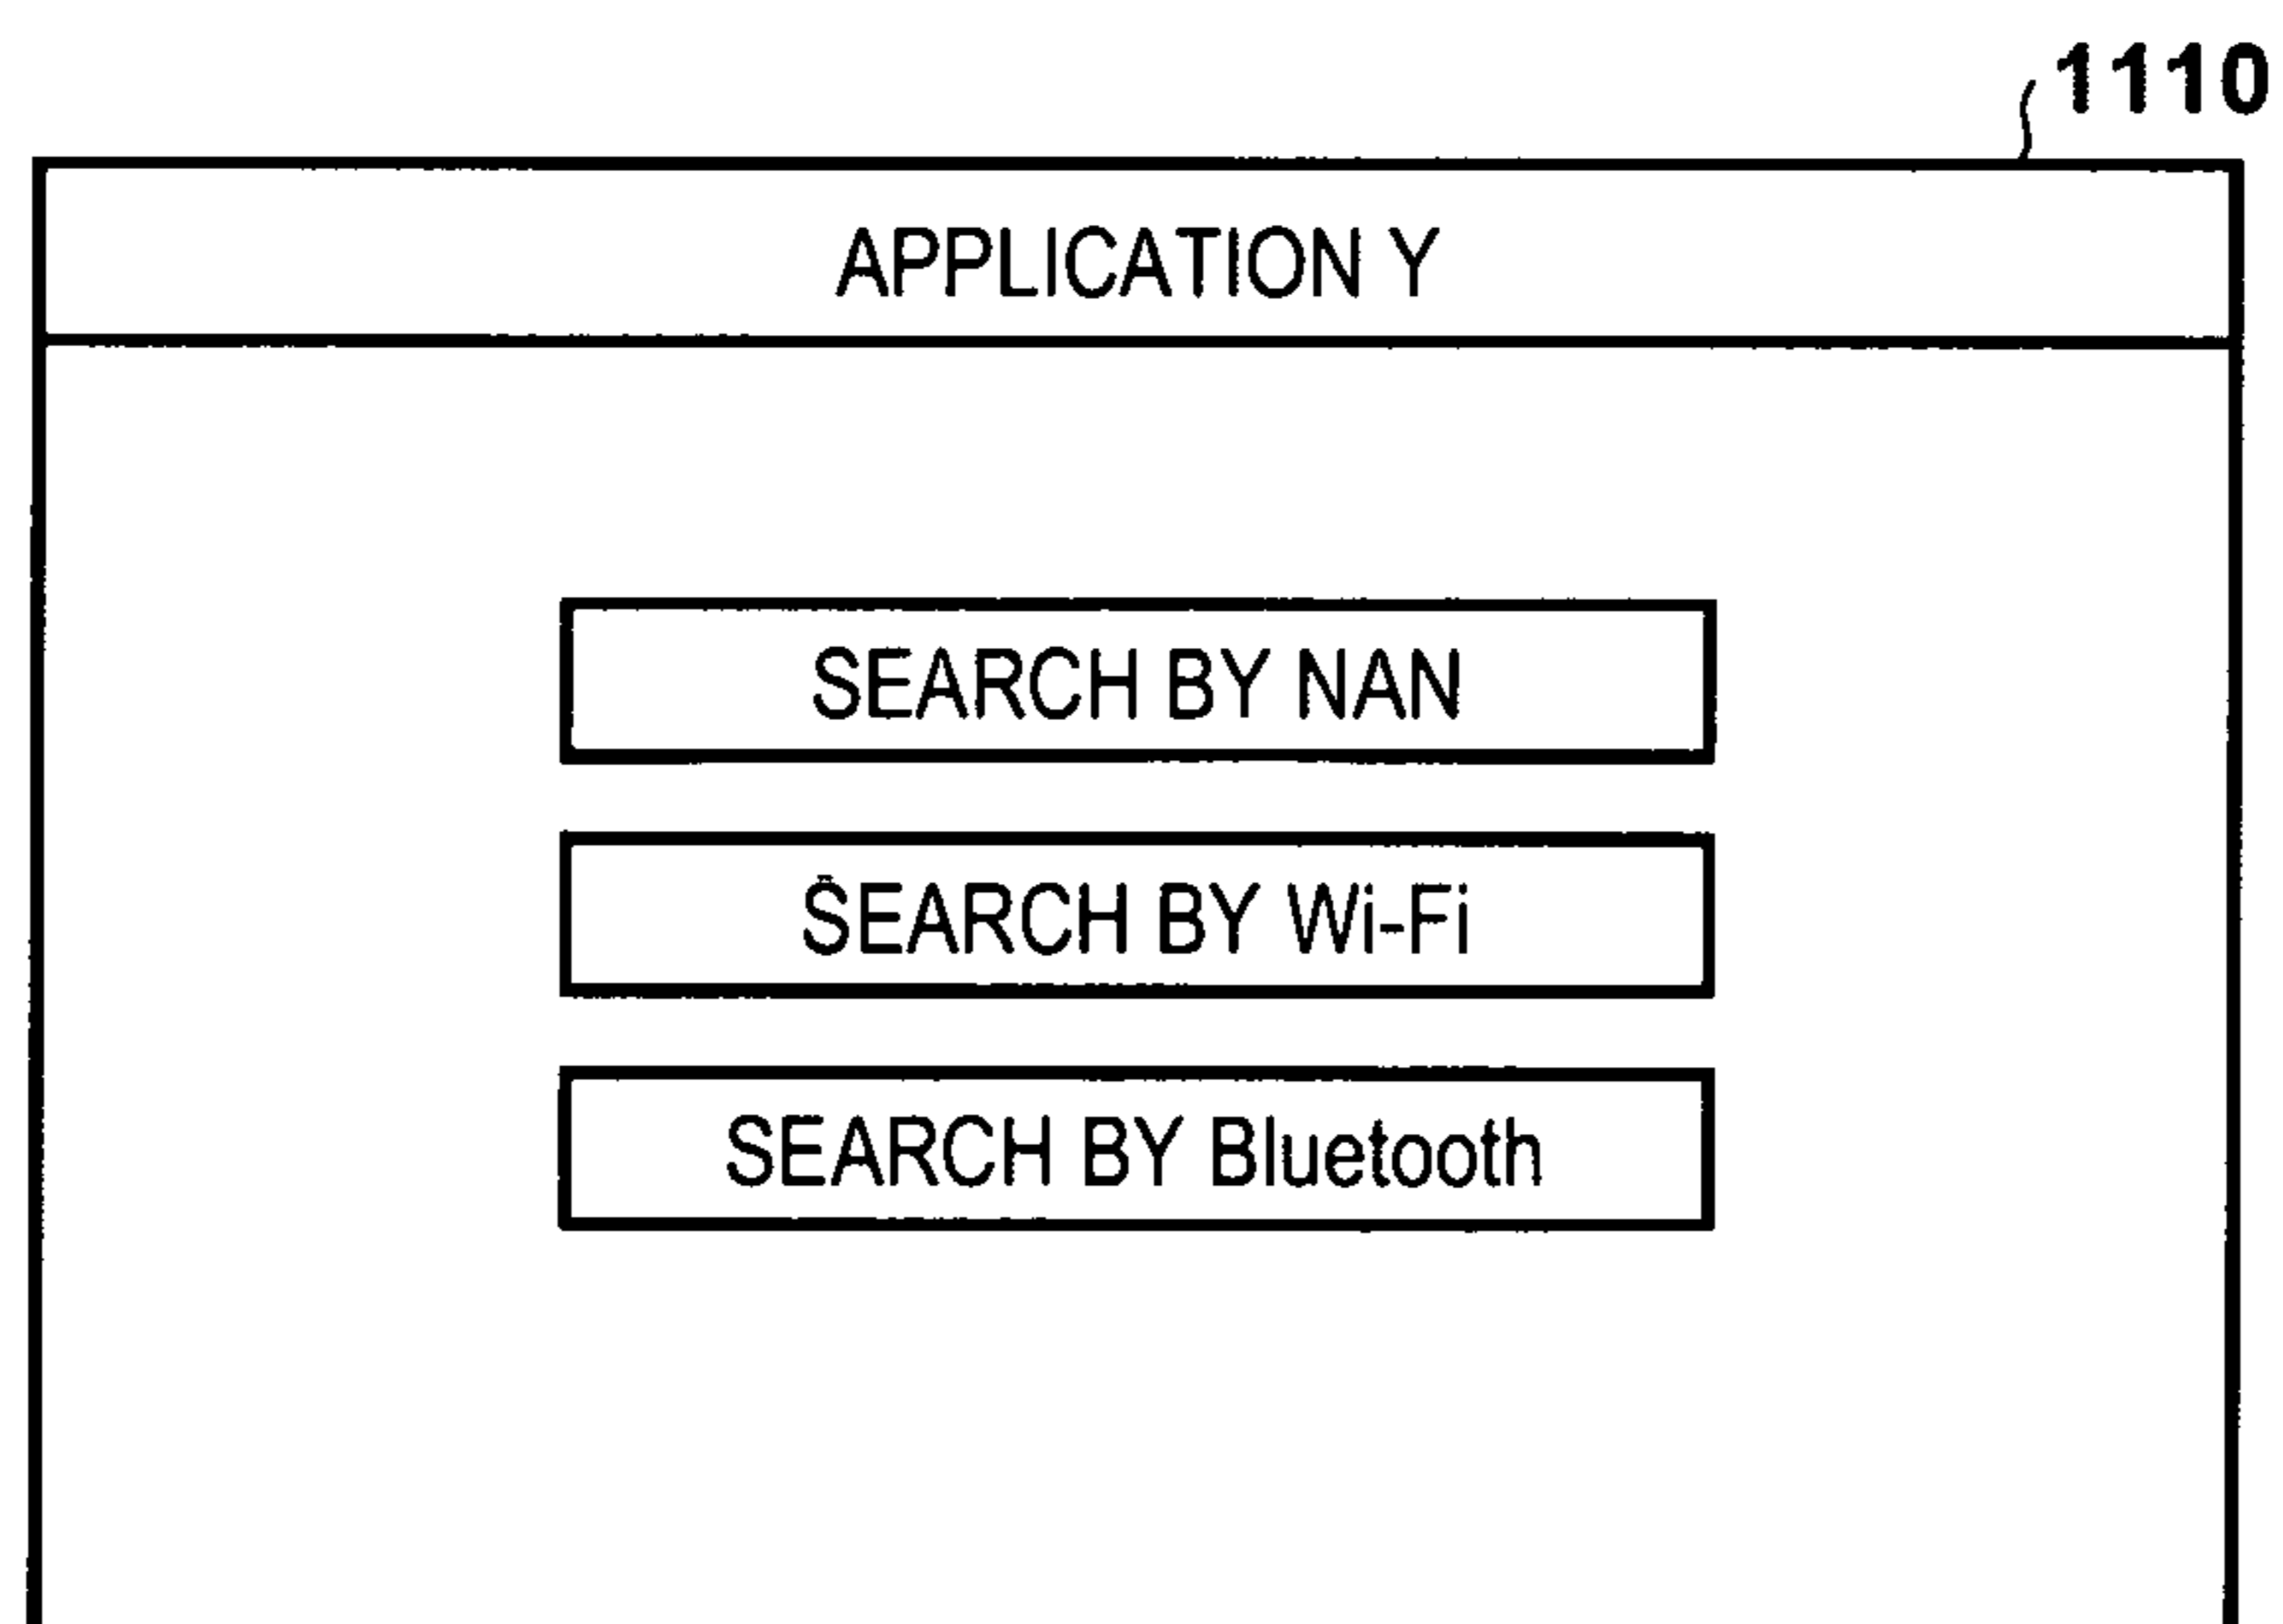 1110
APPLICATION Y
SEARCH BY NAN
SEARCH BY Wi-Fi
SEARCH BY Bluetooth